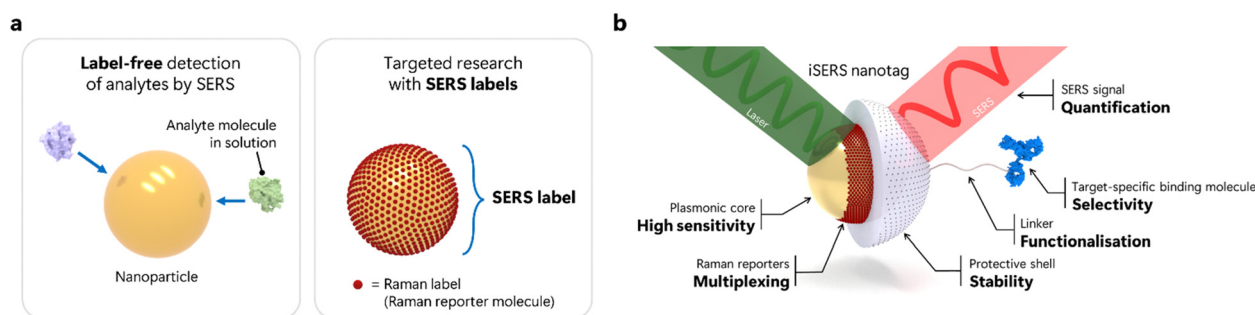 a
Label-free detection
of analytes by SERS
Analyte molecule
in solution
Nanoparticle
Targeted research
with SERS labels
SERS label
= Raman label
(Raman reporter molecule)
b
iSERS nanotag
Laser
SERS
SERS signal
Quantification
Target-specific binding molecule
Selectivity
Plasmonic core
High sensitivity
Linker
Functionalisation
Raman reporters
Multiplexing
Protective shell
Stability